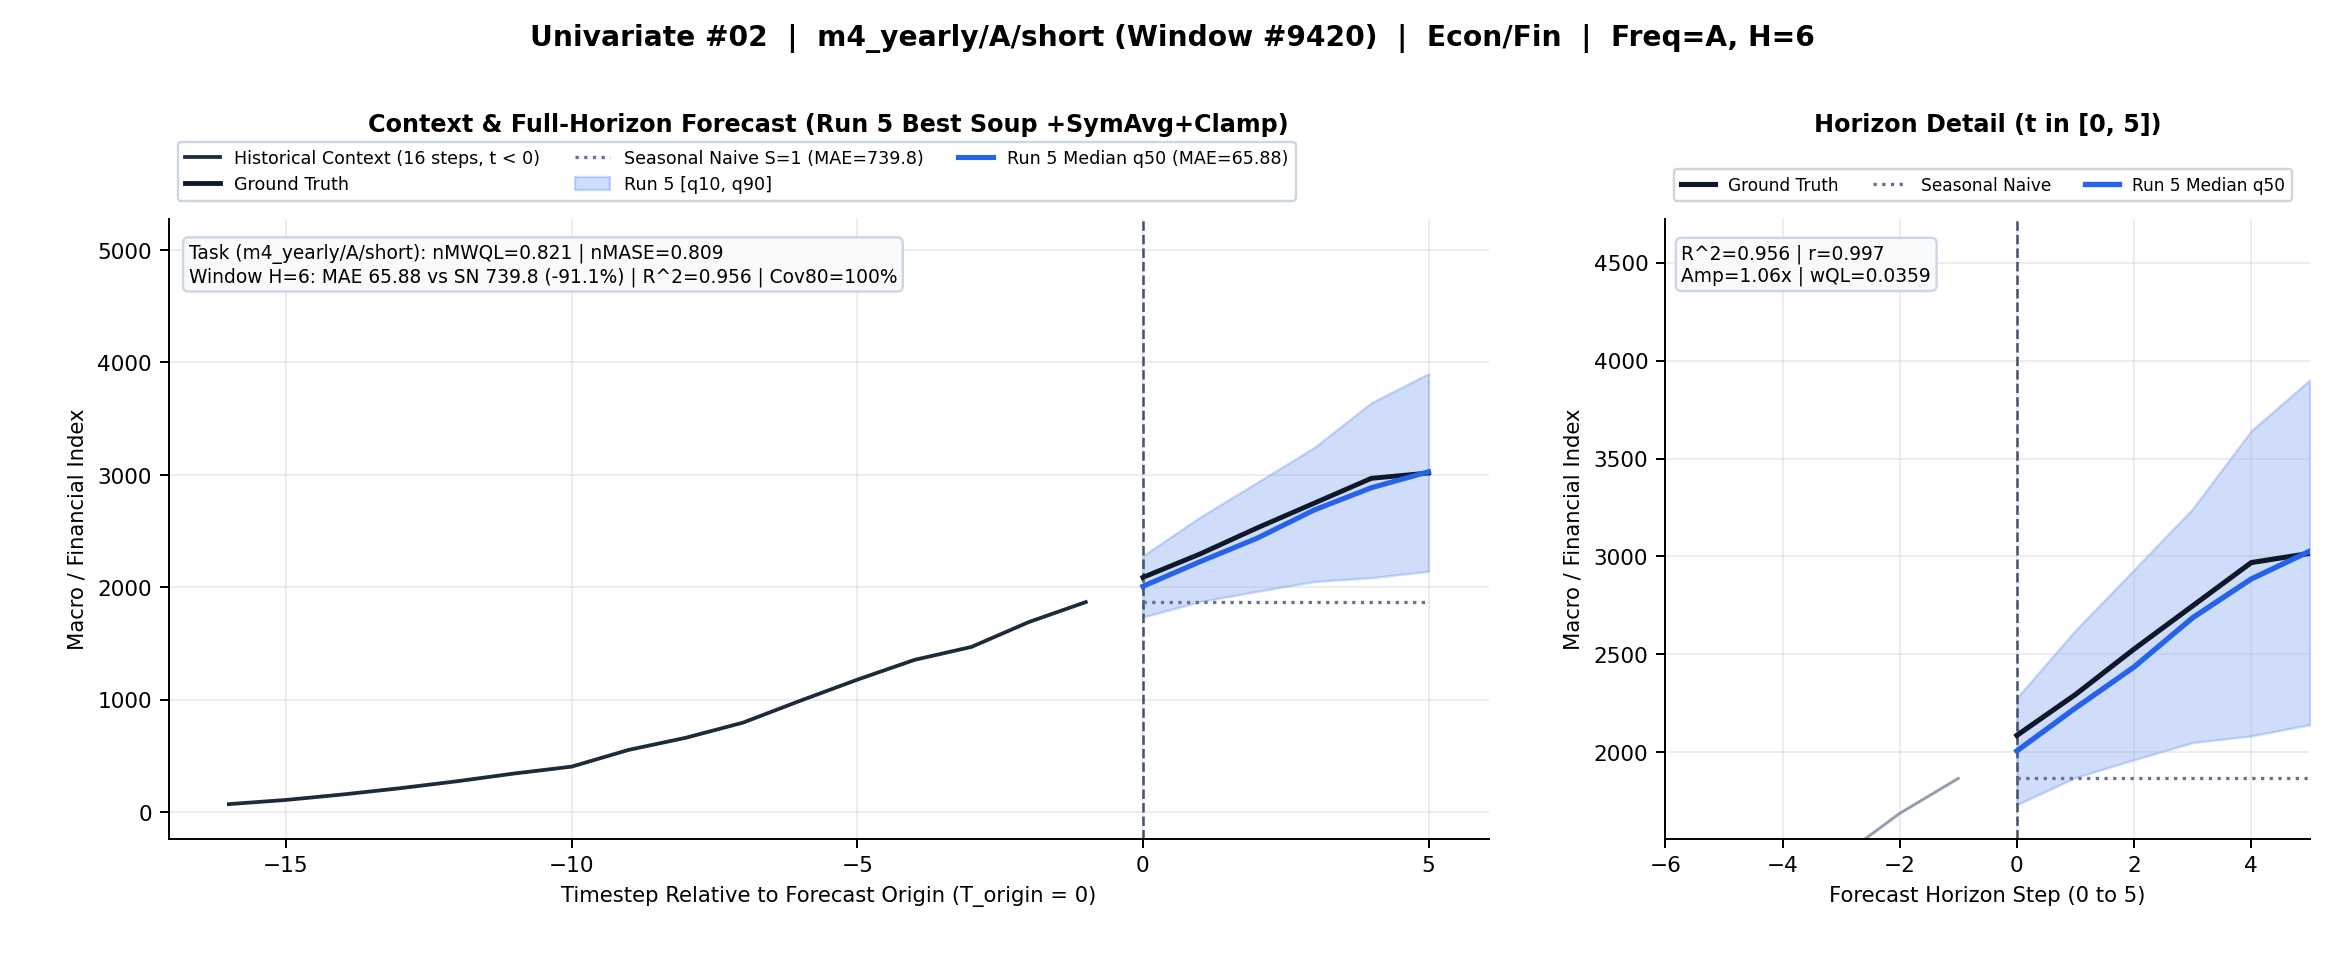 Univariate #02 | m4_yearly/A/short (Window #9420) | Econ/Fin | Freq=A, H=6
Context & Full-Horizon Forecast (Run 5 Best Soup +SymAvg+Clamp)
Historical Context (16 steps, t < 0)
Ground Truth
Seasonal Naive S=1 (MAE=739.8)
Run 5 [q10, q90]
Run 5 Median q50 (MAE=65.88)
Task (m4_yearly/A/short): nMWQL=0.821 | nMASE=0.809
Window H=6: MAE 65.88 vs SN 739.8 (-91.1%) | R^2=0.956 | Cov80=100%
Macro / Financial Index
5000
4000
3000
2000
1000
0
−15
−10
−5
0
5
Timestep Relative to Forecast Origin (T_origin = 0)
Horizon Detail (t in [0, 5])
Ground Truth
Seasonal Naive
Run 5 Median q50
R^2=0.956 | r=0.997
Amp=1.06x | wQL=0.0359
Macro / Financial Index
4500
4000
3500
3000
2500
2000
−6
−4
−2
0
2
4
Forecast Horizon Step (0 to 5)